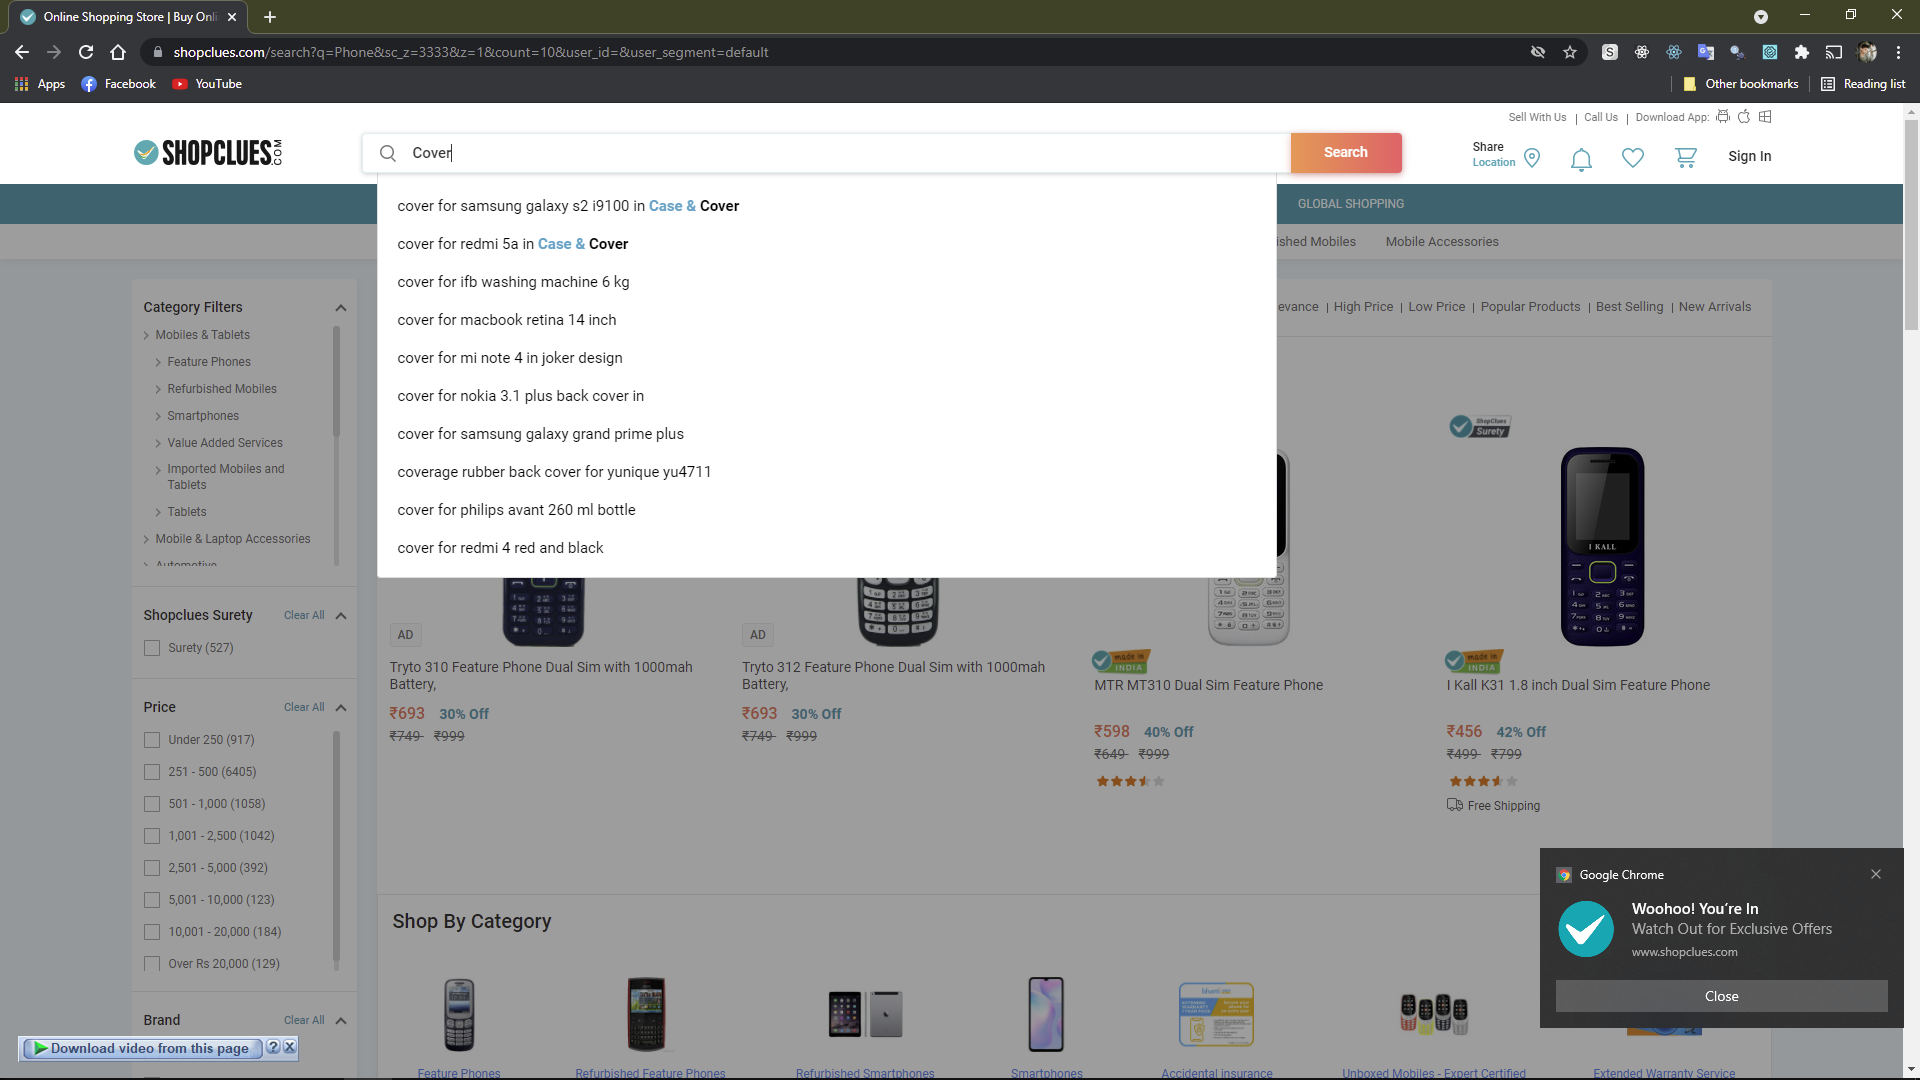 Online Shopping Store | Buy Onli
shopclues.com/search?q=Phone&sc_z=3333&z=1&count=10&user_id=&user_segment=default
Apps
Facebook
YouTube
Other bookmarks
Reading list
Sell With Us | Call Us | Download App:
SHOPCLUES.COM
Cover
Search
Share
Location
Sign In
cover for samsung galaxy s2 i9100 in Case & Cover
cover for redmi 5a in Case & Cover
cover for ifb washing machine 6 kg
cover for macbook retina 14 inch
cover for mi note 4 in joker design
cover for nokia 3.1 plus back cover in
cover for samsung galaxy grand prime plus
coverage rubber back cover for yunique yu4711
cover for philips avant 260 ml bottle
cover for redmi 4 red and black
GLOBAL SHOPPING
ished Mobiles
Mobile Accessories
evance | High Price | Low Price | Popular Products | Best Selling | New Arrivals
Category Filters
Mobiles & Tablets
Feature Phones
Refurbished Mobiles
Smartphones
Value Added Services
Imported Mobiles and
Tablets
Tablets
Mobile & Laptop Accessories
Automotive
Shopclues Surety
Clear All
Surety (527)
Price
Clear All
Under 250 (917)
251 - 500 (6405)
501 - 1,000 (1058)
1,001 - 2,500 (1042)
2,501 - 5,000 (392)
5,001 - 10,000 (123)
10,001 - 20,000 (184)
Over Rs 20,000 (129)
Brand
Clear All
AD
Tryto 310 Feature Phone Dual Sim with 1000mah
Battery,
₹693 30% Off
₹749 ₹999
AD
Tryto 312 Feature Phone Dual Sim with 1000mah
Battery,
₹693 30% Off
₹749 ₹999
made in
INDIA
MTR MT310 Dual Sim Feature Phone
₹598 40% Off
₹649 ₹999
ShopClues
Surety
I KALL
made in
INDIA
I Kall K31 1.8 inch Dual Sim Feature Phone
₹456 42% Off
₹499 ₹799
Free Shipping
Shop By Category
Feature Phones
Refurbished Feature Phones
Refurbished Smartphones
Smartphones
Accidental insurance
Unboxed Mobiles - Expert Certified
Extended Warranty Service
Google Chrome
Woohoo! You're In
Watch Out for Exclusive Offers
www.shopclues.com
Close
Download video from this page